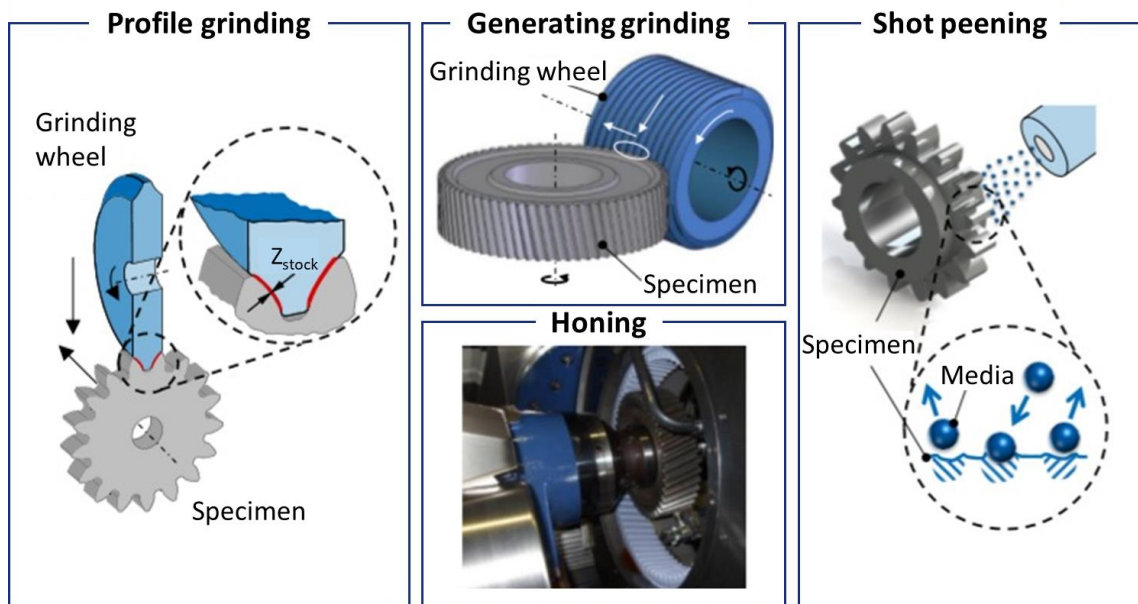 Profile grinding
Grinding
wheel
Zstock
Specimen
Generating grinding
Grinding wheel
Specimen
Honing
Shot peening
Specimen
Media